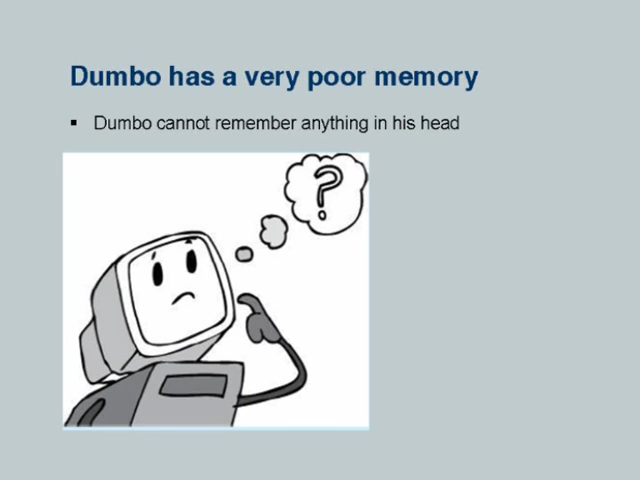 Dumbo has a very poor memory
▪ Dumbo cannot remember anything in his head
?